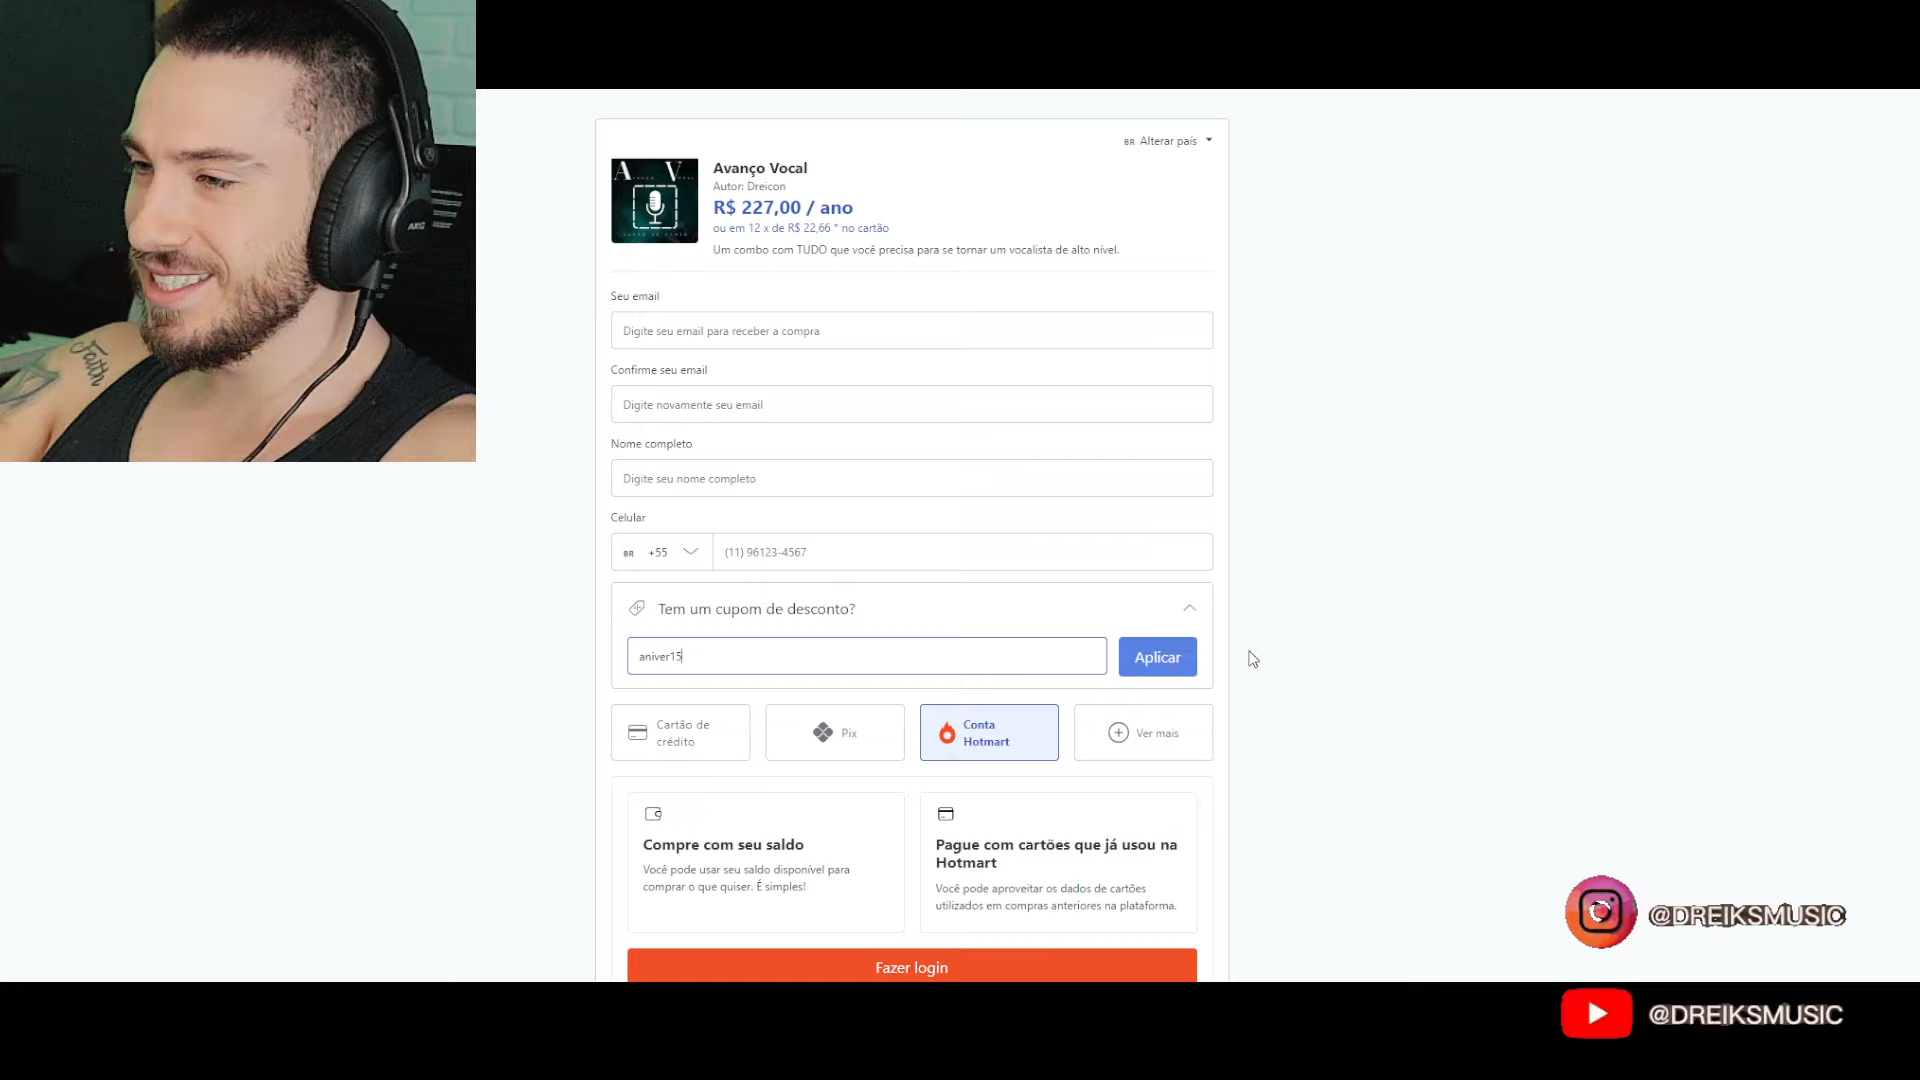 Faith
AKG
BR Alterar país
A V
Avanço Vocal
Autor: Dreicon
R$ 227,00 / ano
ou em 12 x de R$ 22,66 * no cartão
Um combo com TUDO que você precisa para se tornar um vocalista de alto nível.
Seu email
Digite seu email para receber a compra
Confirme seu email
Digite novamente seu email
Nome completo
Digite seu nome completo
Celular
BR +55 (11) 96123-4567
Tem um cupom de desconto?
aniver15
Aplicar
Cartão de
crédito
Pix
Conta
Hotmart
Ver mais
Compre com seu saldo
Você pode usar seu saldo disponível para
comprar o que quiser. É simples!
Pague com cartões que já usou na
Hotmart
Você pode aproveitar os dados de cartões
utilizados em compras anteriores na plataforma.
Fazer login
@DREIKSMUSIC
@DREIKSMUSIC